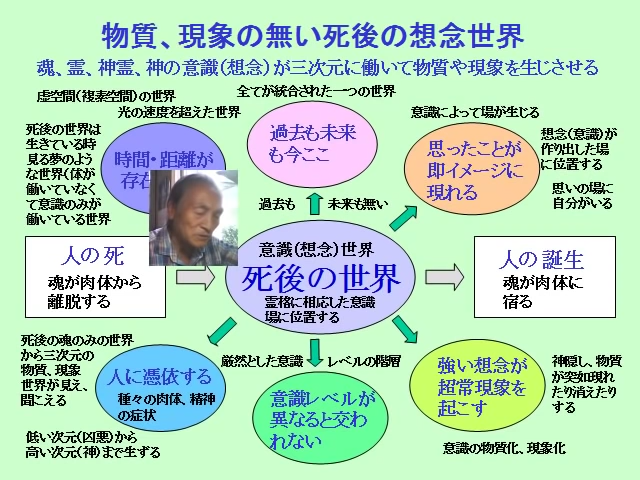 物質、現象の無い死後の想念世界
魂、霊、神霊、神の意識(想念)が三次元に働いて物質や現象を生じさせる
虚空間(複素空間)の世界
光の速度を超えた世界
全てが統合された一つの世界
意識によって場が生じる
死後の世界は
生きている時
見る夢のよう
な世界(体が
働いていなく
て意識のみが
働いている世界
時間・距離が
存在
過去も未来
も今ここ
思ったことが
即イメージに
現れる
想念(意識)が
作り出した場
に位置する
思いの場に
自分がいる
過去も 未来も無い
人の死
魂が肉体から
離脱する
意識(想念)世界
死後の世界
霊格に相応した意識
場に位置する
人の誕生
魂が肉体に
宿る
死後の魂のみの世界
から三次元の
物質、現象
世界が見え、
聞こえる
人に憑依する
種々の肉体、精神
の症状
低い次元(凶悪)から
高い次元(神)まで生ずる
厳然とした意識 レベルの階層
意識レベルが
異なると交わ
れない
強い想念が
超常現象を
起こす
神隠し、物質
が突如現れ
たり消えたり
する
意識の物質化、現象化